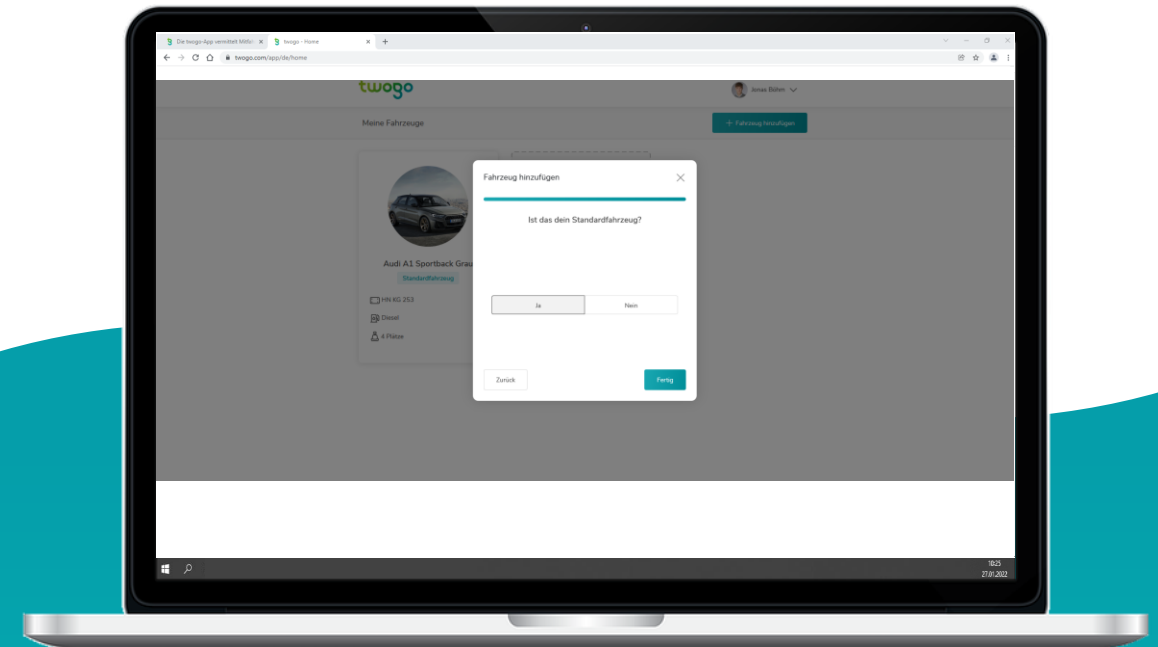 Die twogo-App vermittelt Mitfa
twogo - Home
twogo.com/app/de/home
twogo
Jonas Böhm
Meine Fahrzeuge
+ Fahrzeug hinzufügen
Fahrzeug hinzufügen
Ist das dein Standardfahrzeug?
Audi A1 Sportback Grau
Standardfahrzeug
HN KG 253
Ja
Nein
Diesel
4 Plätze
Zurück
Fertig
10:25
27.01.2022